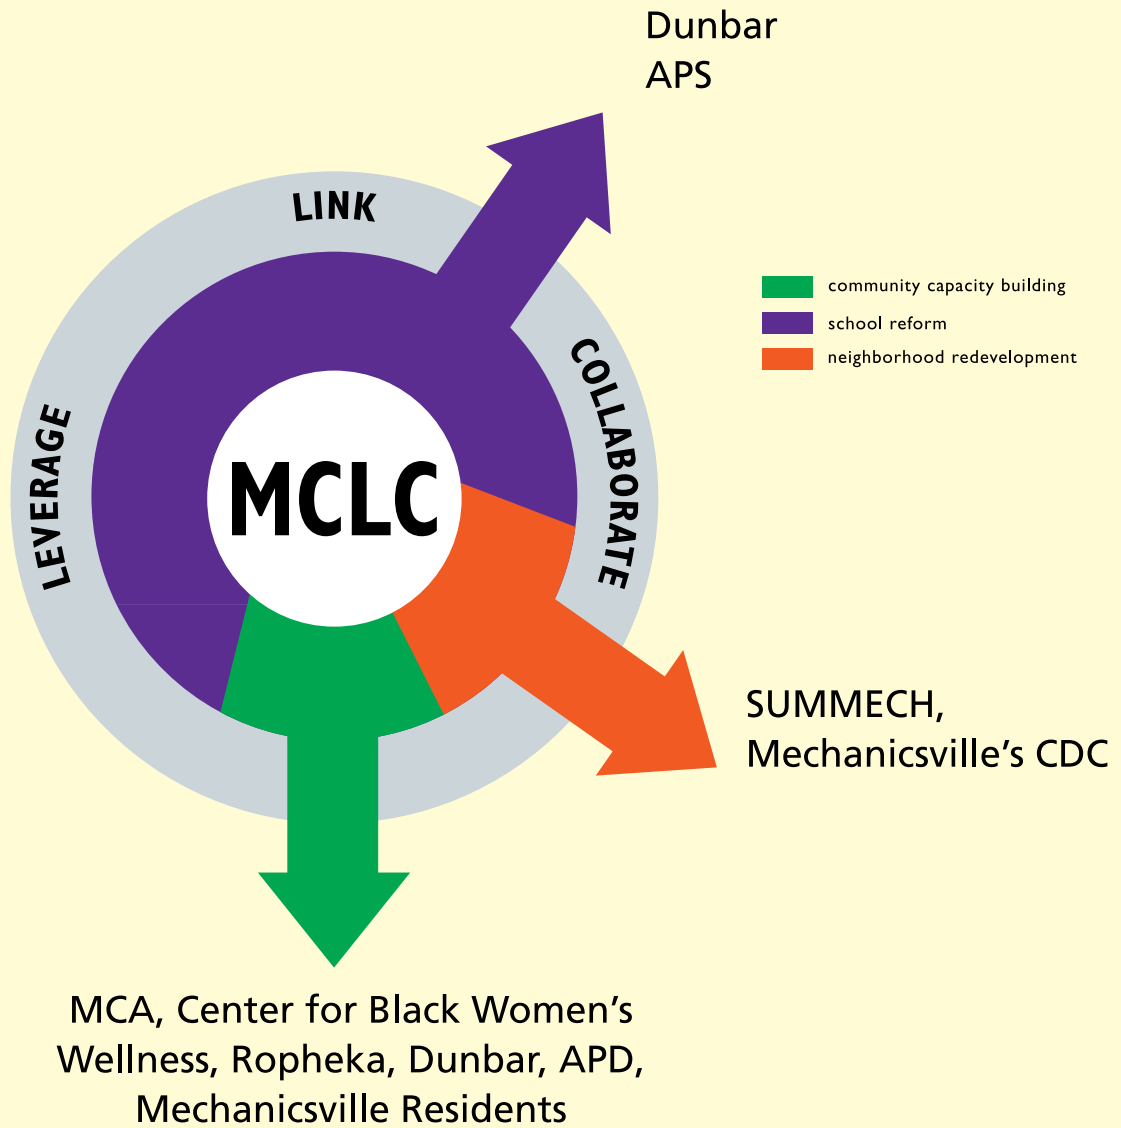 Dunbar
APS
LINK
COLLABORATE
LEVERAGE
MCLC
community capacity building
school reform
neighborhood redevelopment
SUMMECH,
Mechanicsville’s CDC
MCA, Center for Black Women’s
Wellness, Ropheka, Dunbar, APD,
Mechanicsville Residents